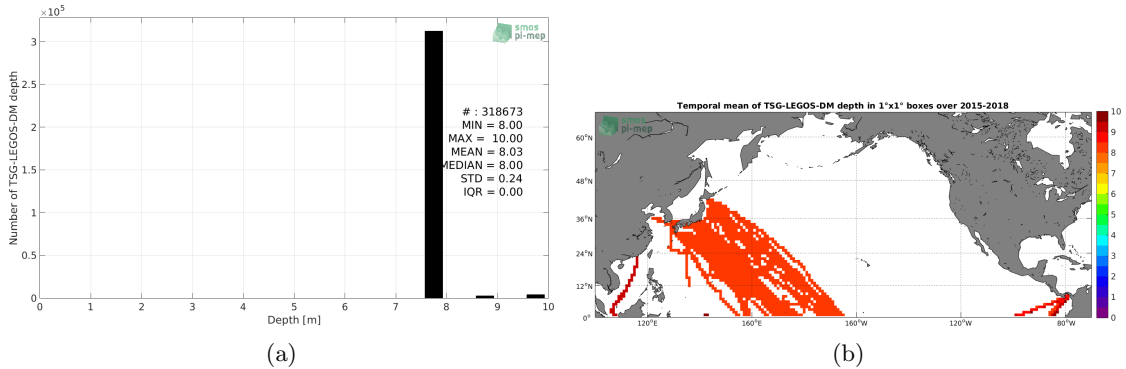 ×10⁵
3
2.5
2
1.5
1
0.5
0
Number of TSG-LEGOS-DM depth
smos
pi-mep
# : 318673
MIN = 8.00
MAX = 10.00
MEAN = 8.03
MEDIAN = 8.00
STD = 0.24
IQR = 0.00
0 1 2 3 4 5 6 7 8 9 10
Depth [m]
(a)
Temporal mean of TSG-LEGOS-DM depth in 1°x1° boxes over 2015-2018
smos
pi-mep
60°N
48°N
36°N
24°N
12°N
0°
120°E 160°E 160°W 120°W 80°W
10
9
8
7
6
5
4
3
2
1
0
(b)